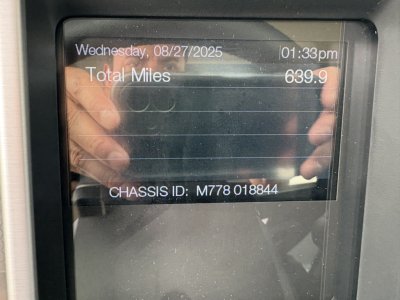 Wednesday, 08/27/2025 01:33pm
Total Miles 639.9
CHASSIS ID: M778 018844